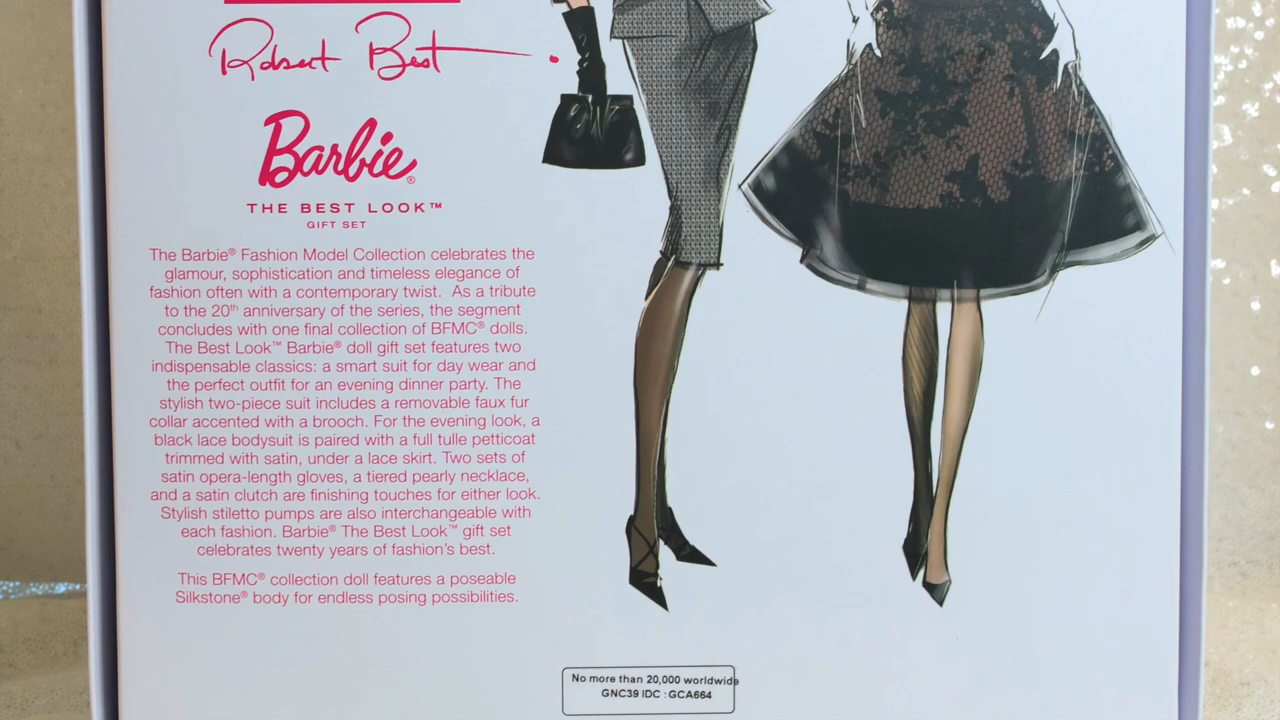 Robert Best
Barbie®
THE BEST LOOK™
GIFT SET
The Barbie® Fashion Model Collection celebrates the
glamour, sophistication and timeless elegance of
fashion often with a contemporary twist. As a tribute
to the 20th anniversary of the series, the segment
concludes with one final collection of BFMC® dolls.
The Best Look™ Barbie® doll gift set features two
indispensable classics: a smart suit for day wear and
the perfect outfit for an evening dinner party. The
stylish two-piece suit includes a removable faux fur
collar accented with a brooch. For the evening look, a
black lace bodysuit is paired with a full tulle petticoat
trimmed with satin, under a lace skirt. Two sets of
satin opera-length gloves, a tiered pearly necklace,
and a satin clutch are finishing touches for either look.
Stylish stiletto pumps are also interchangeable with
each fashion. Barbie® The Best Look™ gift set
celebrates twenty years of fashion's best.
This BFMC® collection doll features a poseable
Silkstone® body for endless posing possibilities.
No more than 20,000 worldwide
GNC39 IDC : GCA664